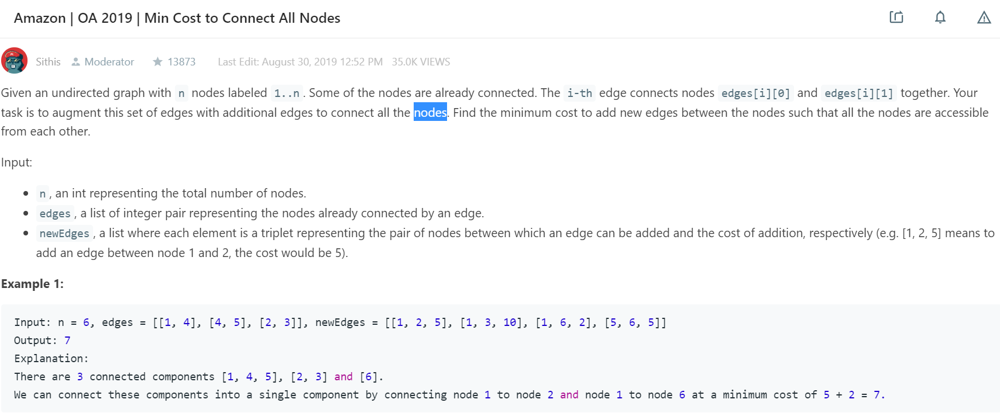 Amazon | OA 2019 | Min Cost to Connect All Nodes
Sithis Moderator 13873 Last Edit: August 30, 2019 12:52 PM 35.0K VIEWS
Given an undirected graph with n nodes labeled 1..n. Some of the nodes are already connected. The i-th edge connects nodes edges[i][0] and edges[i][1] together. Your
task is to augment this set of edges with additional edges to connect all the nodes. Find the minimum cost to add new edges between the nodes such that all the nodes are accessible
from each other.
Input:
• n, an int representing the total number of nodes.
• edges, a list of integer pair representing the nodes already connected by an edge.
• newEdges, a list where each element is a triplet representing the pair of nodes between which an edge can be added and the cost of addition, respectively (e.g. [1, 2, 5] means to
add an edge between node 1 and 2, the cost would be 5).
Example 1:
Input: n = 6, edges = [[1, 4], [4, 5], [2, 3]], newEdges = [[1, 2, 5], [1, 3, 10], [1, 6, 2], [5, 6, 5]]
Output: 7
Explanation:
There are 3 connected components [1, 4, 5], [2, 3] and [6].
We can connect these components into a single component by connecting node 1 to node 2 and node 1 to node 6 at a minimum cost of 5 + 2 = 7.